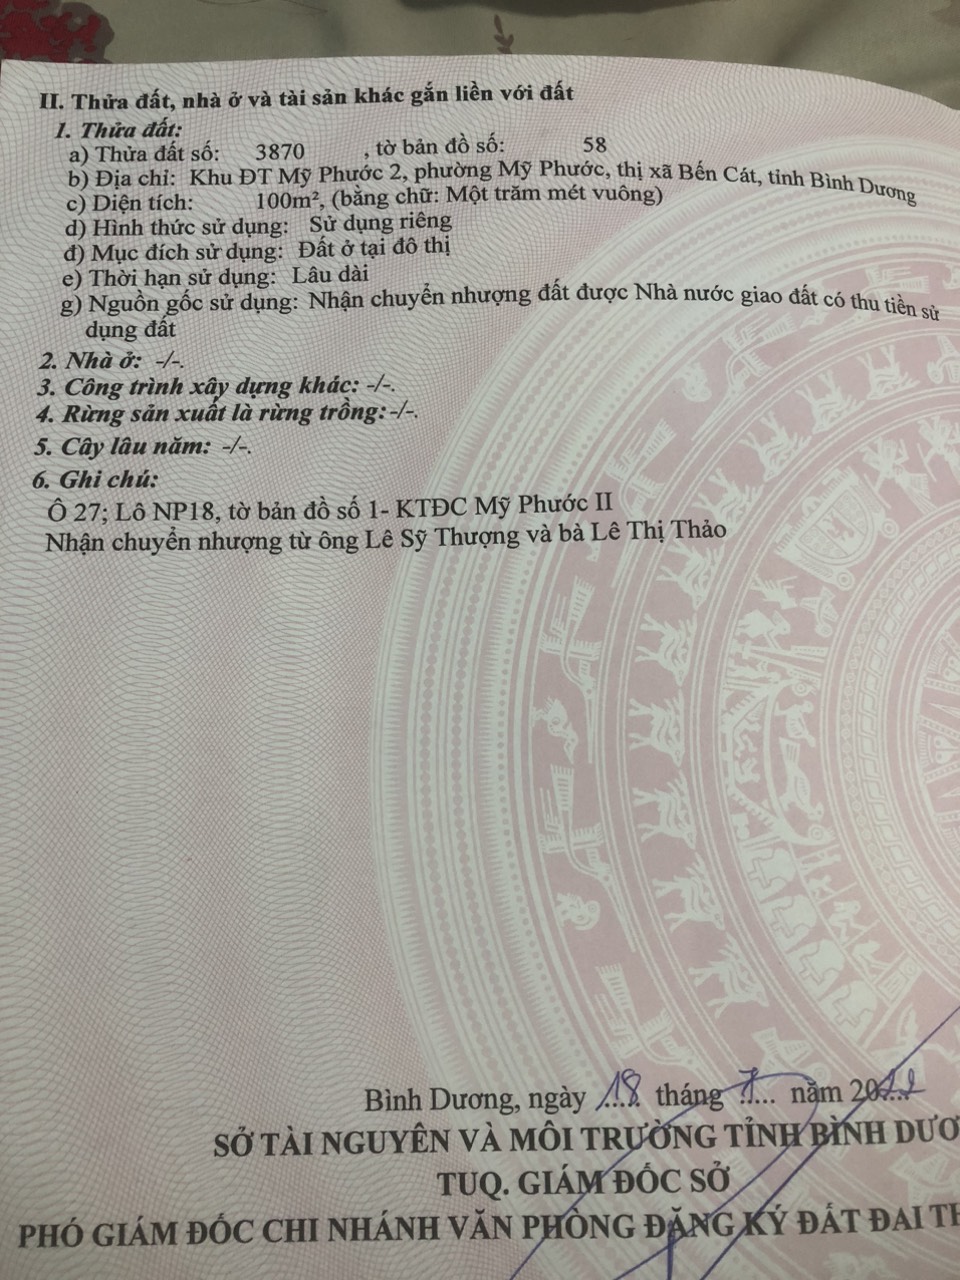 II. Thửa đất, nhà ở và tài sản khác gắn liền với đất
1. Thửa đất:
a) Thửa đất số: 3870 , tờ bản đồ số: 58
b) Địa chỉ: Khu ĐT Mỹ Phước 2, phường Mỹ Phước, thị xã Bến Cát, tỉnh Bình Dương
c) Diện tích: 100m², (bằng chữ: Một trăm mét vuông)
d) Hình thức sử dụng: Sử dụng riêng
đ) Mục đích sử dụng: Đất ở tại đô thị
e) Thời hạn sử dụng: Lâu dài
g) Nguồn gốc sử dụng: Nhận chuyển nhượng đất được Nhà nước giao đất có thu tiền sử
dụng đất
2. Nhà ở: -/-.
3. Công trình xây dựng khác: -/-.
4. Rừng sản xuất là rừng trồng: -/-.
5. Cây lâu năm: -/-.
6. Ghi chú:
Ô 27; Lô NP18, tờ bản đồ số 1- KTĐC Mỹ Phước II
Nhận chuyển nhượng từ ông Lê Sỹ Thượng và bà Lê Thị Thảo
Bình Dương, ngày 18 tháng 7 năm 2022
SỞ TÀI NGUYÊN VÀ MÔI TRƯỜNG TỈNH BÌNH DƯƠ
TUQ. GIÁM ĐỐC SỞ
PHÓ GIÁM ĐỐC CHI NHÁNH VĂN PHÒNG ĐĂNG KÝ ĐẤT ĐAI TH